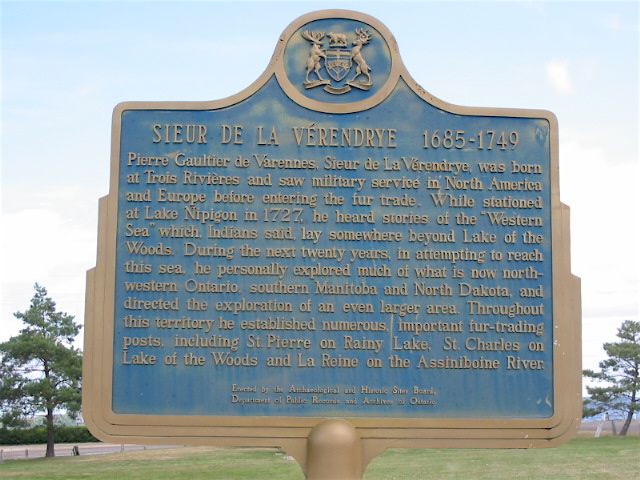 SIEUR DE LA VÉRENDRYE 1685-1749
Pierre Gaultier de Varennes, Sieur de La Vérendrye, was born
at Trois Rivières and saw military service in North America
and Europe before entering the fur trade. While stationed
at Lake Nipigon in 1727, he heard stories of the "Western
Sea" which, Indians said, lay somewhere beyond Lake of the
Woods. During the next twenty years, in attempting to reach
this sea, he personally explored much of what is now north-
western Ontario, southern Manitoba and North Dakota, and
directed the exploration of an even larger area. Throughout
this territory he established numerous, important fur-trading
posts, including St. Pierre on Rainy Lake, St. Charles on
Lake of the Woods and La Reine on the Assiniboine River.
Erected by the Archaeological and Historic Sites Board,
Department of Public Records and Archives of Ontario.